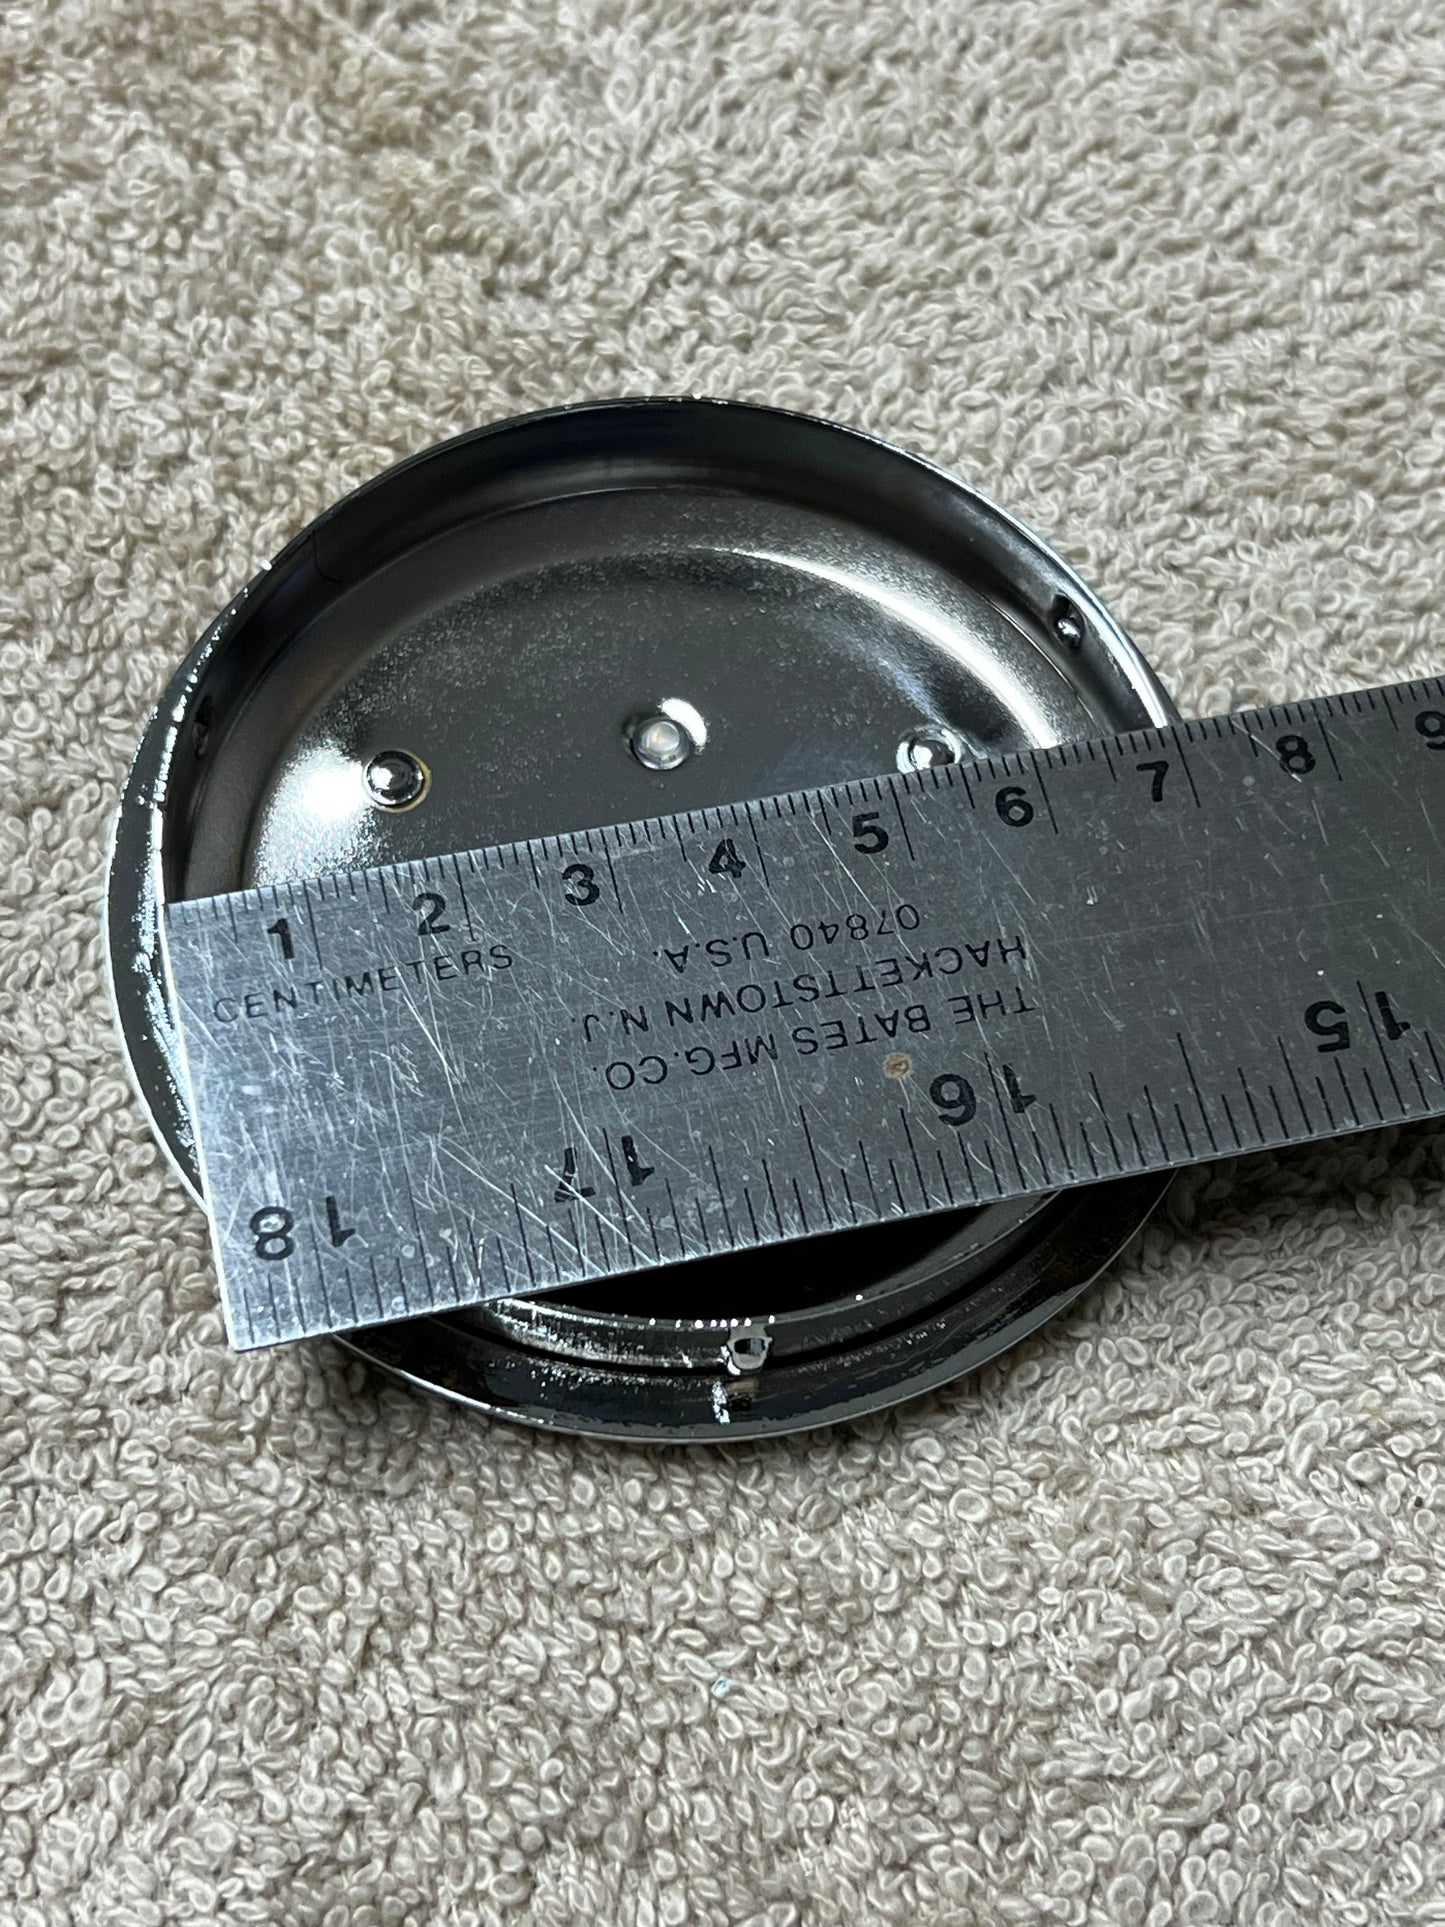 1 2 3 4 5 6 7 8 9
CENTIMETERS
THE BATES MFG.CO.
HACKETTSTOWN N.J.
07840 U.S.A.
15 16 17 18